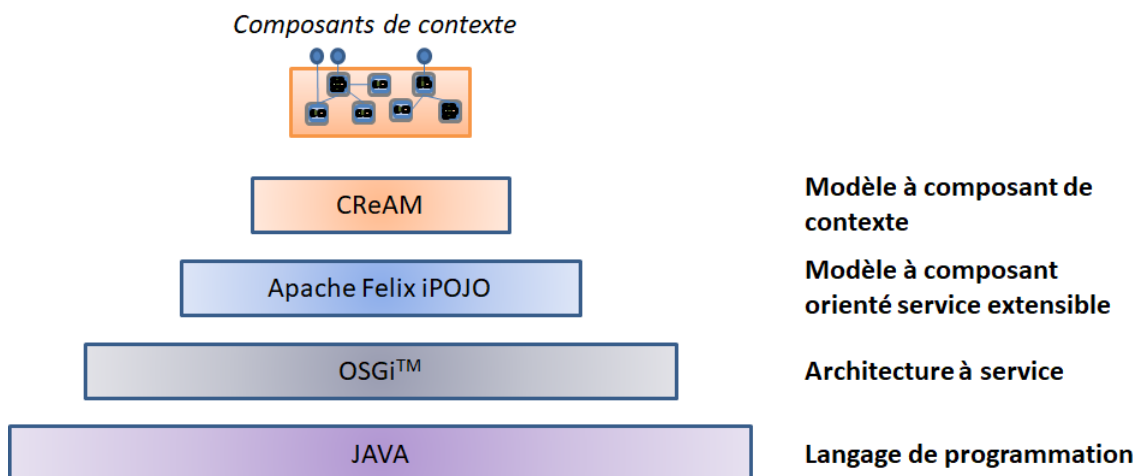 Composants de contexte
CReAM
Modèle à composant de
contexte
Apache Felix iPOJO
Modèle à composant
orienté service extensible
OSGi™
Architecture à service
JAVA
Langage de programmation